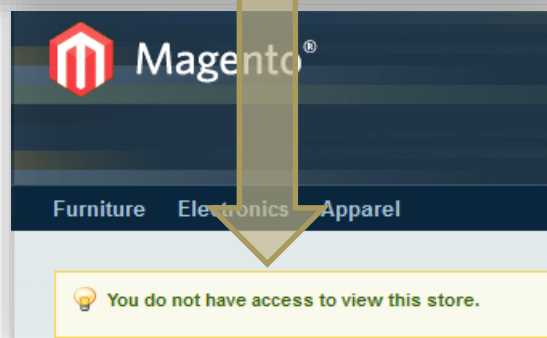 Magento®
Furniture Electronics Apparel
You do not have access to view this store.